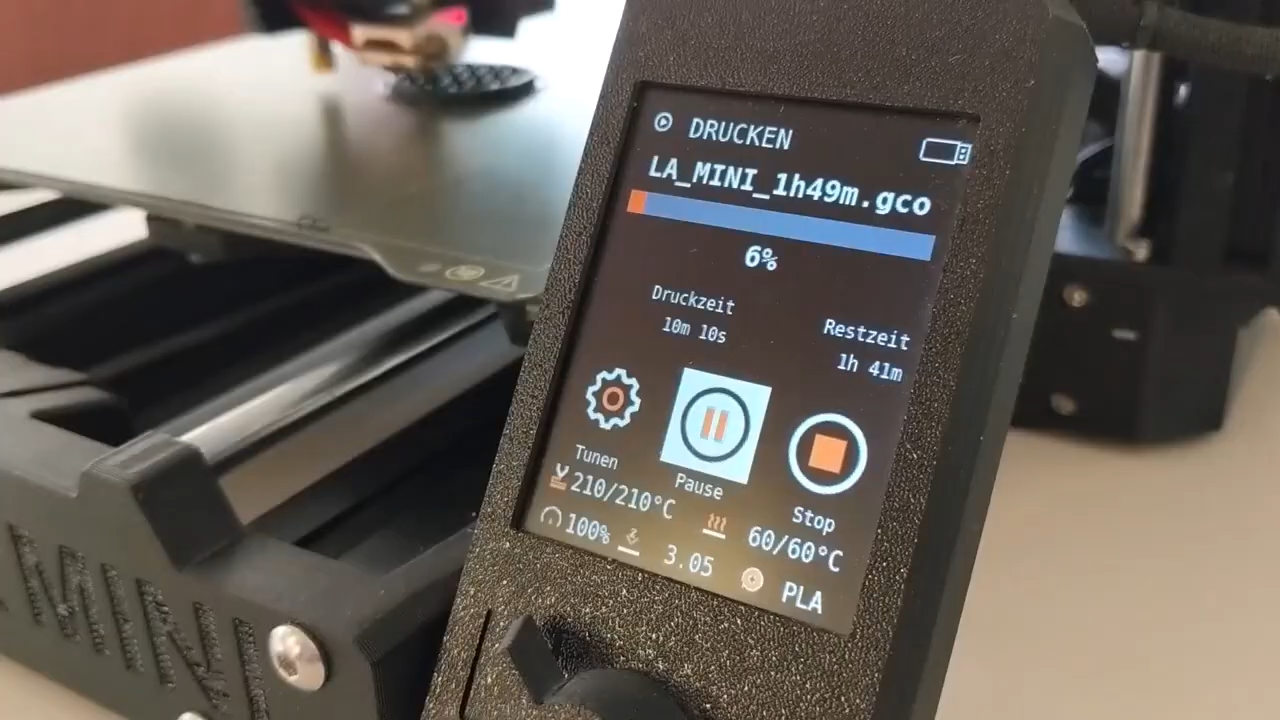 DRUCKEN
LA_MINI_1h49m.gco
6%
Druckzeit
10m 10s
Restzeit
1h 41m
Tunen
Pause
Stop
210/210°C
60/60°C
100%
3.05
PLA
MINI